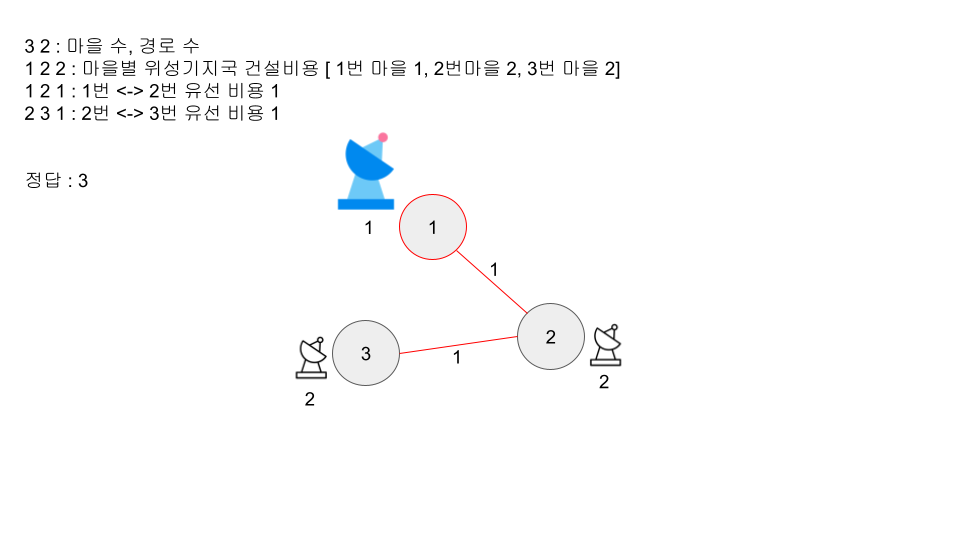 3 2 : 마을 수, 경로 수
1 2 2 : 마을별 위성기지국 건설비용 [ 1번 마을 1, 2번마을 2, 3번 마을 2]
1 2 1 : 1번 <-> 2번 유선 비용 1
2 3 1 : 2번 <-> 3번 유선 비용 1
정답 : 3
1
1
1
3
1
2
2
2